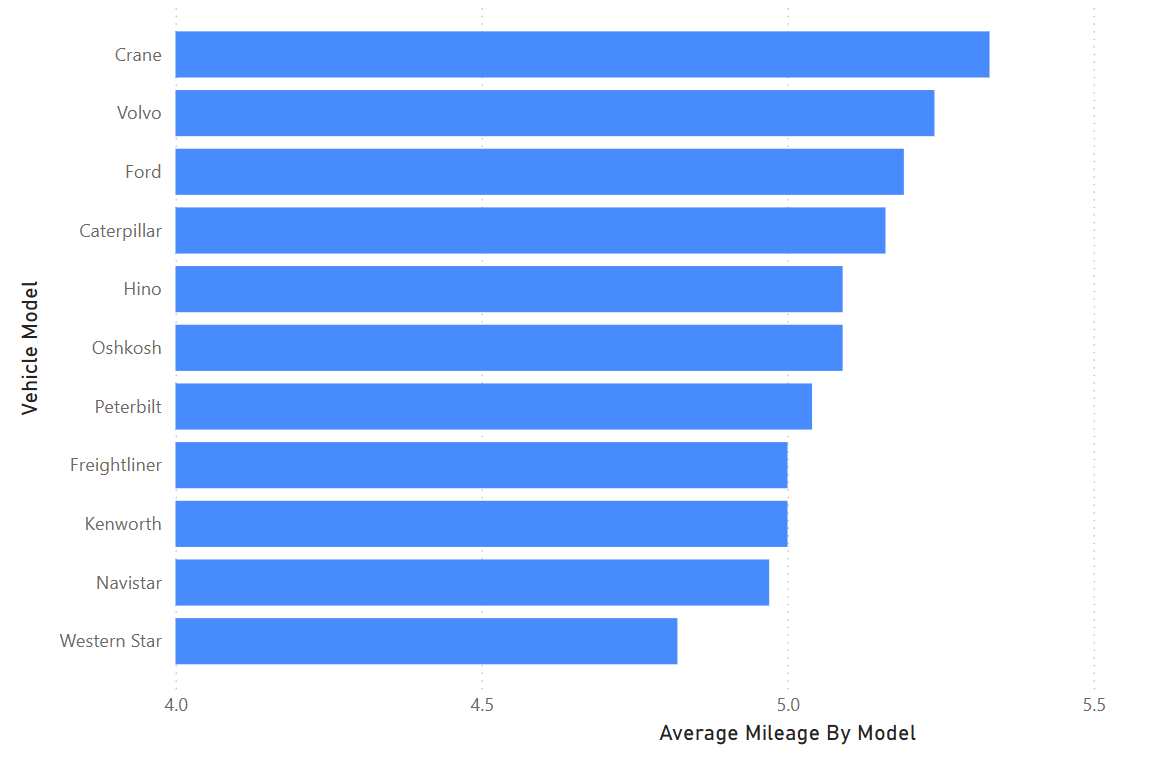 Crane
Volvo
Ford
Caterpillar
Hino
Oshkosh
Peterbilt
Freightliner
Kenworth
Navistar
Western Star
Vehicle Model
4.0 4.5 5.0 5.5
Average Mileage By Model